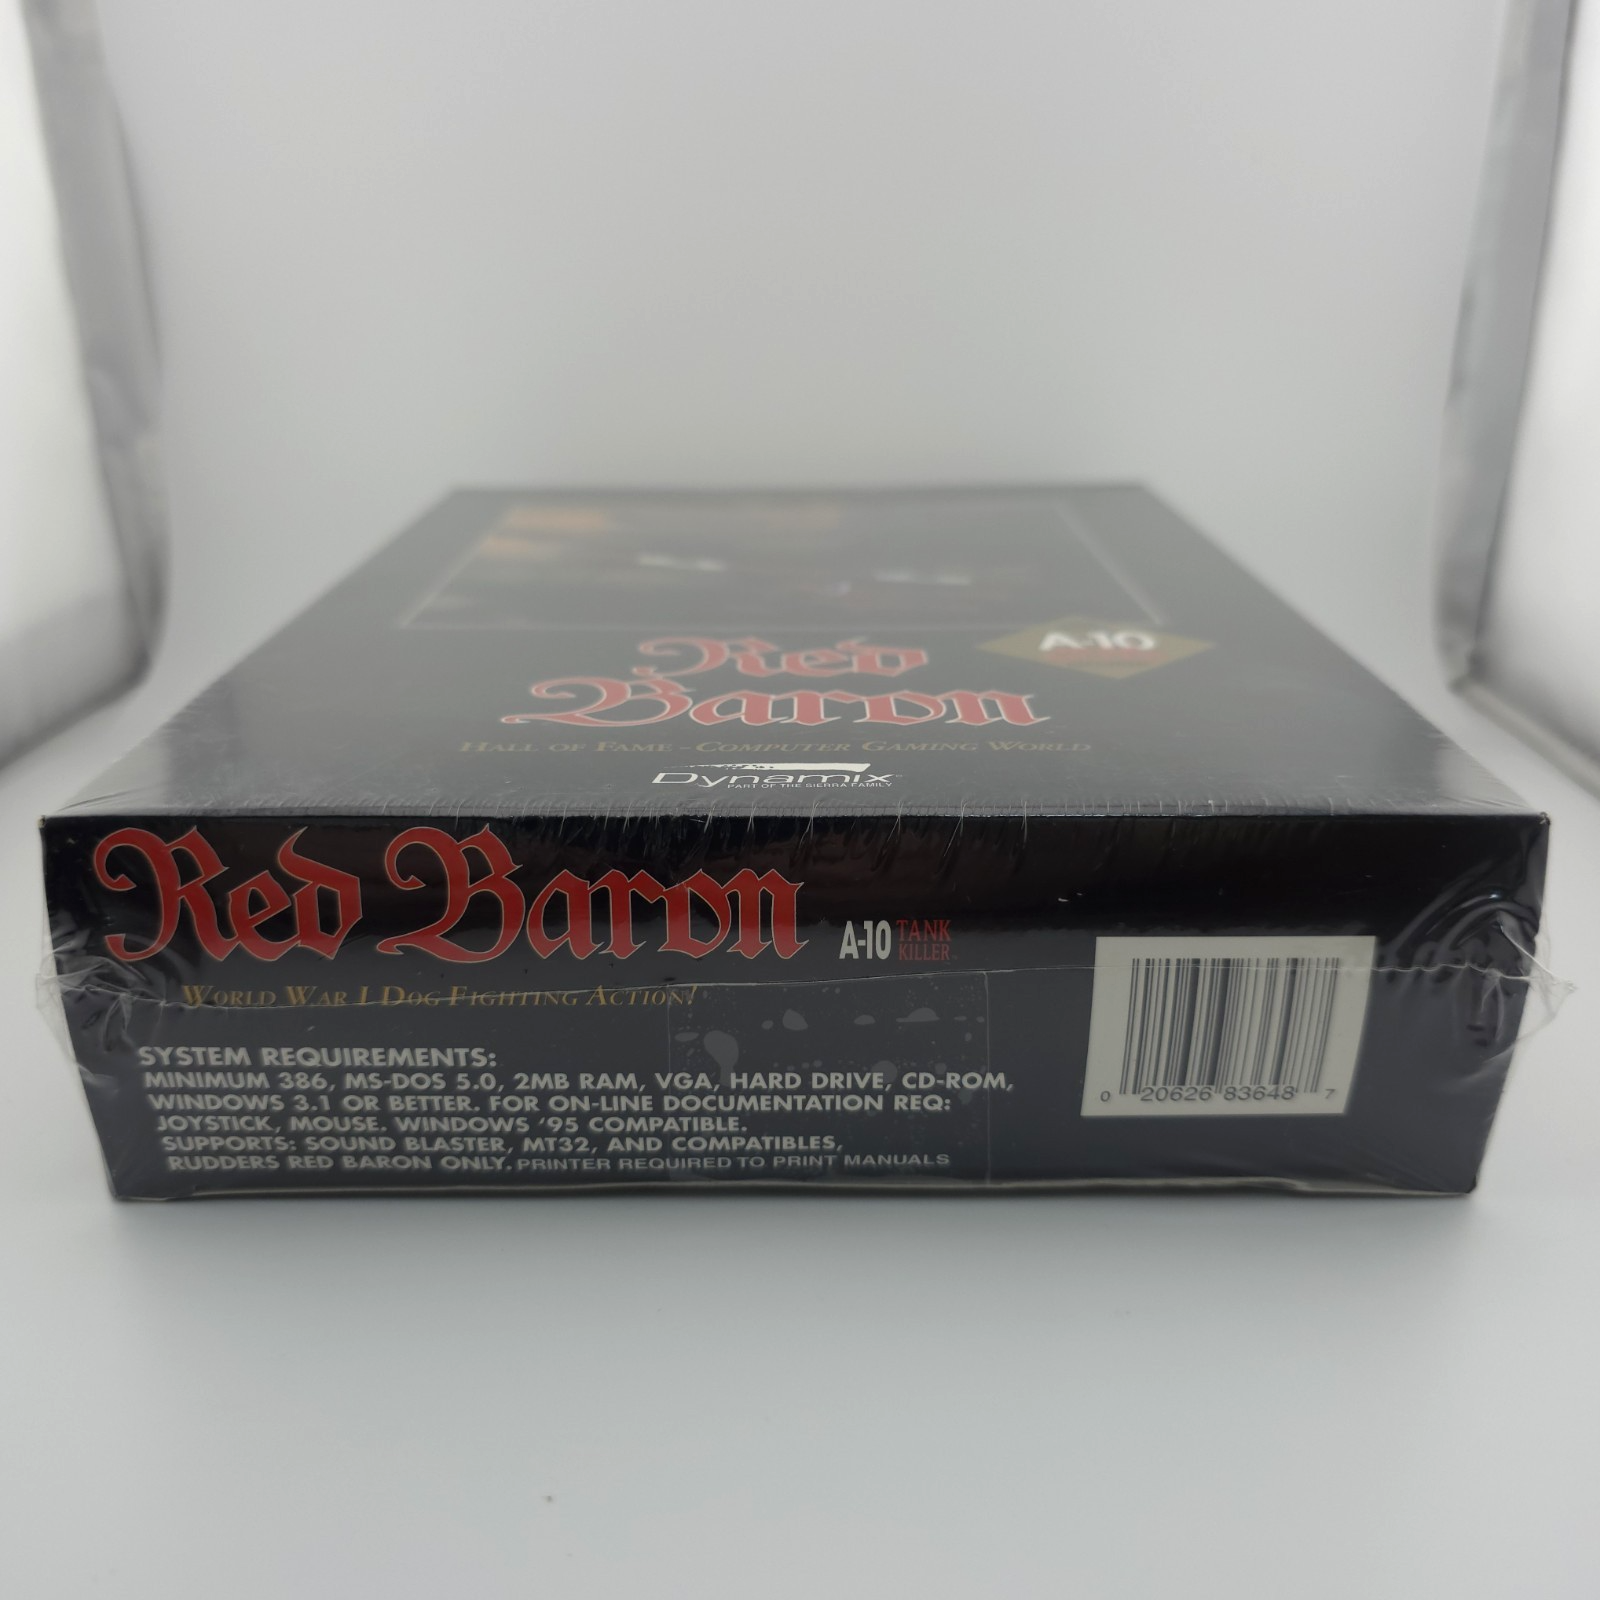 A-10
Red
Baron
HALL OF FAME - COMPUTER GAMING WORLD
Dynamix™
PART OF THE SIERRA FAMILY
Red Baron
A-10 TANK KILLER™
WORLD WAR I DOG FIGHTING ACTION!
SYSTEM REQUIREMENTS:
MINIMUM 386, MS-DOS 5.0, 2MB RAM, VGA, HARD DRIVE, CD-ROM,
WINDOWS 3.1 OR BETTER. FOR ON-LINE DOCUMENTATION REQ:
JOYSTICK, MOUSE. WINDOWS '95 COMPATIBLE.
SUPPORTS: SOUND BLASTER, MT32, AND COMPATIBLES,
RUDDERS RED BARON ONLY. PRINTER REQUIRED TO PRINT MANUALS
0 20626 83648 7